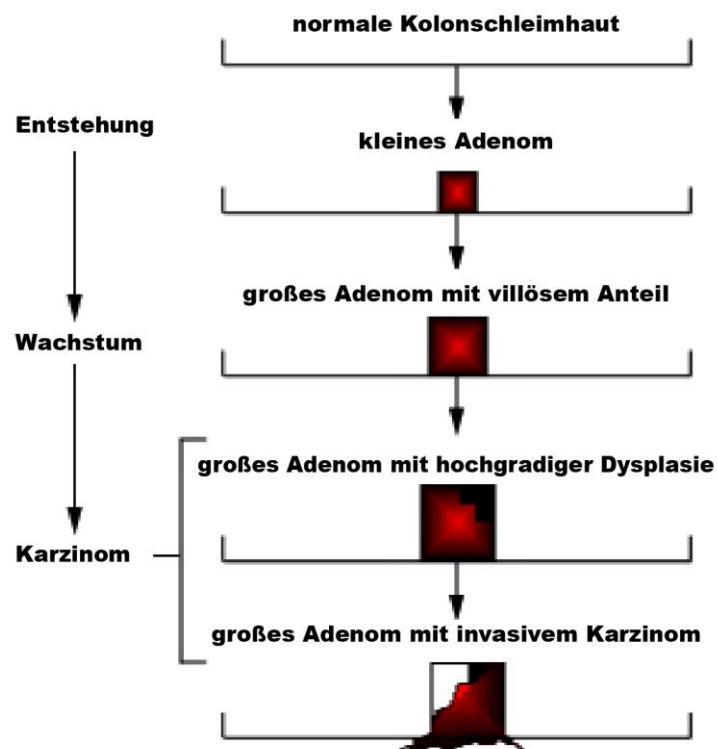 normale Kolonschleimhaut
Entstehung
kleines Adenom
großes Adenom mit villösem Anteil
Wachstum
großes Adenom mit hochgradiger Dysplasie
Karzinom
großes Adenom mit invasivem Karzinom